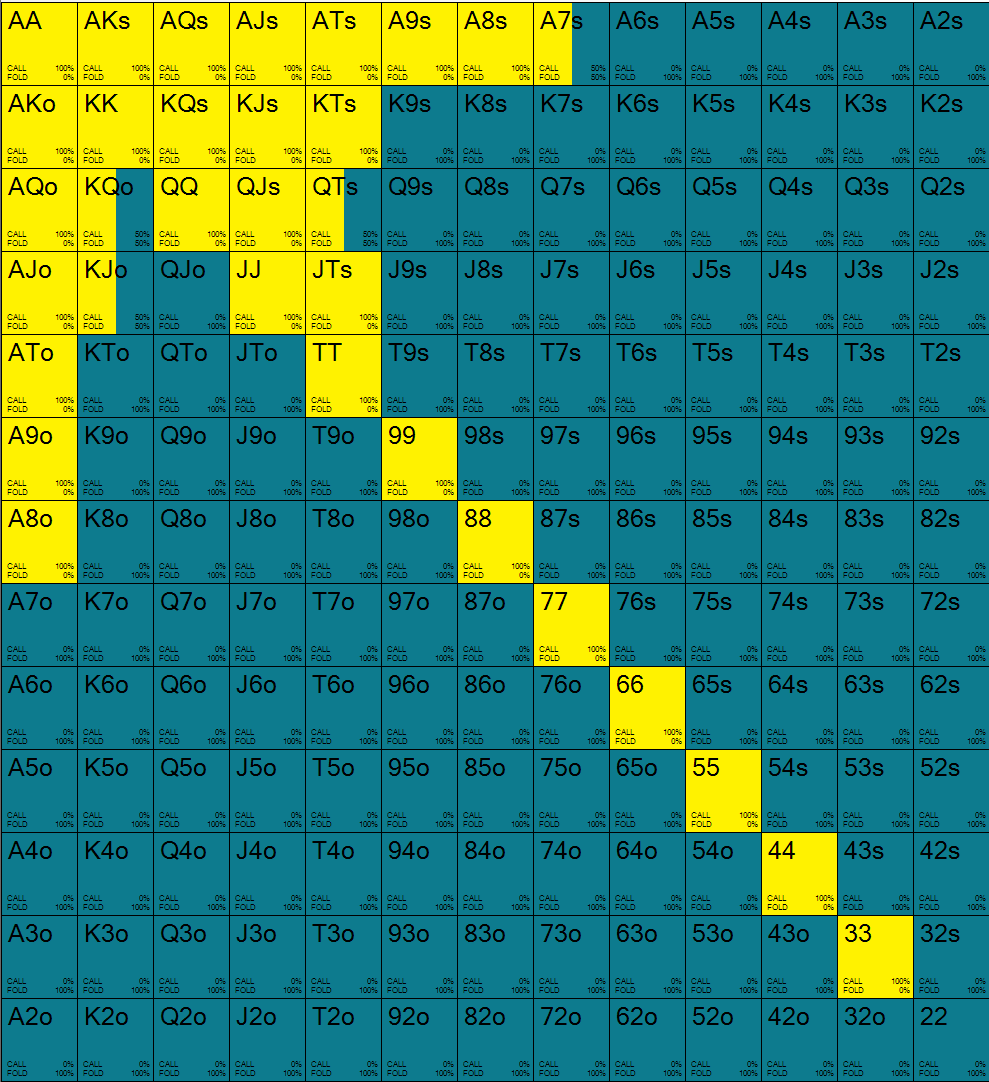 AA AKs AQs AJs ATs A9s A8s A7s A6s A5s A4s A3s A2s
CALL 100% CALL 100% CALL 100% CALL 100% CALL 100% CALL 100% CALL 100% CALL 50% CALL 0% CALL 0% CALL 0% CALL 0% CALL 0%
FOLD 0% FOLD 0% FOLD 0% FOLD 0% FOLD 0% FOLD 0% FOLD 0% FOLD 50% FOLD 100% FOLD 100% FOLD 100% FOLD 100% FOLD 100%
AKo KK KQs KJs KTs K9s K8s K7s K6s K5s K4s K3s K2s
CALL 100% CALL 100% CALL 100% CALL 100% CALL 100% CALL 0% CALL 0% CALL 0% CALL 0% CALL 0% CALL 0% CALL 0% CALL 0%
FOLD 0% FOLD 0% FOLD 0% FOLD 0% FOLD 0% FOLD 100% FOLD 100% FOLD 100% FOLD 100% FOLD 100% FOLD 100% FOLD 100% FOLD 100%
AQo KQo QQ QJs QTs Q9s Q8s Q7s Q6s Q5s Q4s Q3s Q2s
CALL 100% CALL 50% CALL 100% CALL 100% CALL 50% CALL 0% CALL 0% CALL 0% CALL 0% CALL 0% CALL 0% CALL 0% CALL 0%
FOLD 0% FOLD 50% FOLD 0% FOLD 0% FOLD 50% FOLD 100% FOLD 100% FOLD 100% FOLD 100% FOLD 100% FOLD 100% FOLD 100% FOLD 100%
AJo KJo QJo JJ JTs J9s J8s J7s J6s J5s J4s J3s J2s
CALL 100% CALL 50% CALL 0% CALL 100% CALL 100% CALL 0% CALL 0% CALL 0% CALL 0% CALL 0% CALL 0% CALL 0% CALL 0%
FOLD 0% FOLD 50% FOLD 100% FOLD 0% FOLD 0% FOLD 100% FOLD 100% FOLD 100% FOLD 100% FOLD 100% FOLD 100% FOLD 100% FOLD 100%
ATo KTo QTo JTo TT T9s T8s T7s T6s T5s T4s T3s T2s
CALL 100% CALL 0% CALL 0% CALL 0% CALL 100% CALL 0% CALL 0% CALL 0% CALL 0% CALL 0% CALL 0% CALL 0% CALL 0%
FOLD 0% FOLD 100% FOLD 100% FOLD 100% FOLD 0% FOLD 100% FOLD 100% FOLD 100% FOLD 100% FOLD 100% FOLD 100% FOLD 100% FOLD 100%
A9o K9o Q9o J9o T9o 99 98s 97s 96s 95s 94s 93s 92s
CALL 100% CALL 0% CALL 0% CALL 0% CALL 0% CALL 100% CALL 0% CALL 0% CALL 0% CALL 0% CALL 0% CALL 0% CALL 0%
FOLD 0% FOLD 100% FOLD 100% FOLD 100% FOLD 100% FOLD 0% FOLD 100% FOLD 100% FOLD 100% FOLD 100% FOLD 100% FOLD 100% FOLD 100%
A8o K8o Q8o J8o T8o 98o 88 87s 86s 85s 84s 83s 82s
CALL 100% CALL 0% CALL 0% CALL 0% CALL 0% CALL 0% CALL 100% CALL 0% CALL 0% CALL 0% CALL 0% CALL 0% CALL 0%
FOLD 0% FOLD 100% FOLD 100% FOLD 100% FOLD 100% FOLD 100% FOLD 0% FOLD 100% FOLD 100% FOLD 100% FOLD 100% FOLD 100% FOLD 100%
A7o K7o Q7o J7o T7o 97o 87o 77 76s 75s 74s 73s 72s
CALL 0% CALL 0% CALL 0% CALL 0% CALL 0% CALL 0% CALL 0% CALL 100% CALL 0% CALL 0% CALL 0% CALL 0% CALL 0%
FOLD 100% FOLD 100% FOLD 100% FOLD 100% FOLD 100% FOLD 100% FOLD 100% FOLD 0% FOLD 100% FOLD 100% FOLD 100% FOLD 100% FOLD 100%
A6o K6o Q6o J6o T6o 96o 86o 76o 66 65s 64s 63s 62s
CALL 0% CALL 0% CALL 0% CALL 0% CALL 0% CALL 0% CALL 0% CALL 0% CALL 100% CALL 0% CALL 0% CALL 0% CALL 0%
FOLD 100% FOLD 100% FOLD 100% FOLD 100% FOLD 100% FOLD 100% FOLD 100% FOLD 100% FOLD 0% FOLD 100% FOLD 100% FOLD 100% FOLD 100%
A5o K5o Q5o J5o T5o 95o 85o 75o 65o 55 54s 53s 52s
CALL 0% CALL 0% CALL 0% CALL 0% CALL 0% CALL 0% CALL 0% CALL 0% CALL 0% CALL 100% CALL 0% CALL 0% CALL 0%
FOLD 100% FOLD 100% FOLD 100% FOLD 100% FOLD 100% FOLD 100% FOLD 100% FOLD 100% FOLD 100% FOLD 0% FOLD 100% FOLD 100% FOLD 100%
A4o K4o Q4o J4o T4o 94o 84o 74o 64o 54o 44 43s 42s
CALL 0% CALL 0% CALL 0% CALL 0% CALL 0% CALL 0% CALL 0% CALL 0% CALL 0% CALL 0% CALL 100% CALL 0% CALL 0%
FOLD 100% FOLD 100% FOLD 100% FOLD 100% FOLD 100% FOLD 100% FOLD 100% FOLD 100% FOLD 100% FOLD 100% FOLD 0% FOLD 100% FOLD 100%
A3o K3o Q3o J3o T3o 93o 83o 73o 63o 53o 43o 33 32s
CALL 0% CALL 0% CALL 0% CALL 0% CALL 0% CALL 0% CALL 0% CALL 0% CALL 0% CALL 0% CALL 0% CALL 100% CALL 0%
FOLD 100% FOLD 100% FOLD 100% FOLD 100% FOLD 100% FOLD 100% FOLD 100% FOLD 100% FOLD 100% FOLD 100% FOLD 100% FOLD 0% FOLD 100%
A2o K2o Q2o J2o T2o 92o 82o 72o 62o 52o 42o 32o 22
CALL 0% CALL 0% CALL 0% CALL 0% CALL 0% CALL 0% CALL 0% CALL 0% CALL 0% CALL 0% CALL 0% CALL 0% CALL 0%
FOLD 100% FOLD 100% FOLD 100% FOLD 100% FOLD 100% FOLD 100% FOLD 100% FOLD 100% FOLD 100% FOLD 100% FOLD 100% FOLD 100% FOLD 100%